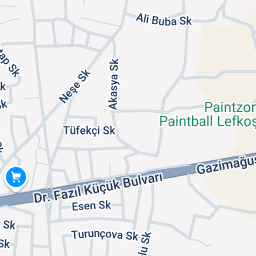 Ali Buba Sk
Neşe Sk
Akasya Sk
Paintball Lefkoş
Tüfekçi Sk
Gazimağus
Dr. Fazıl Küçük Bulvarı
Esen Sk
Turunçova Sk
Sk